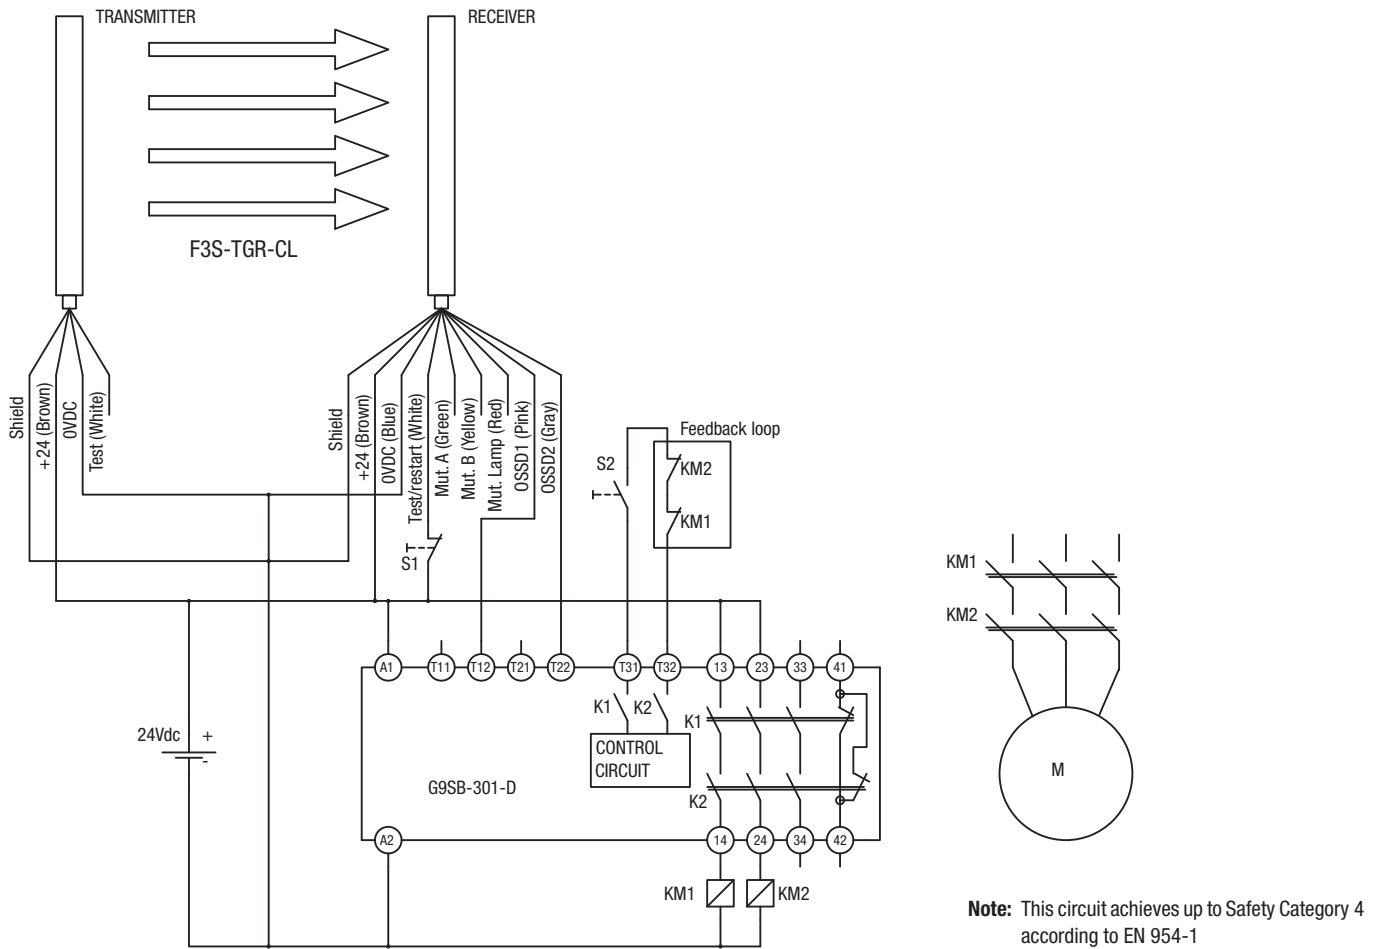 TRANSMITTER
RECEIVER
F3S-TGR-CL
Shield
+24 (Brown)
0VDC
Test (White)
Shield
+24 (Brown)
0VDC (Blue)
Test/restart (White)
Mut. A (Green)
Mut. B (Yellow)
Mut. Lamp (Red)
OSSD1 (Pink)
OSSD2 (Gray)
S1
S2
Feedback loop
KM2
KM1
A1
T11
T12
T21
T22
T31
T32
13
23
33
41
K1
K2
K1
CONTROL
CIRCUIT
K2
24Vdc
+
-
G9SB-301-D
A2
14
24
34
42
KM1
KM2
KM1
KM2
M
Note: This circuit achieves up to Safety Category 4
according to EN 954-1